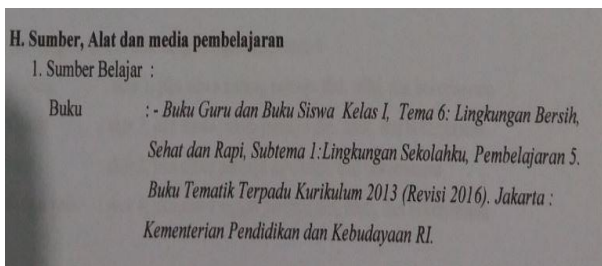 H. Sumber, Alat dan media pembelajaran
1. Sumber Belajar :
Buku : - Buku Guru dan Buku Siswa Kelas I, Tema 6: Lingkungan Bersih,
Sehat dan Rapi, Subtema 1:Lingkungan Sekolahku, Pembelajaran 5.
Buku Tematik Terpadu Kurikulum 2013 (Revisi 2016). Jakarta :
Kementerian Pendidikan dan Kebudayaan RI.